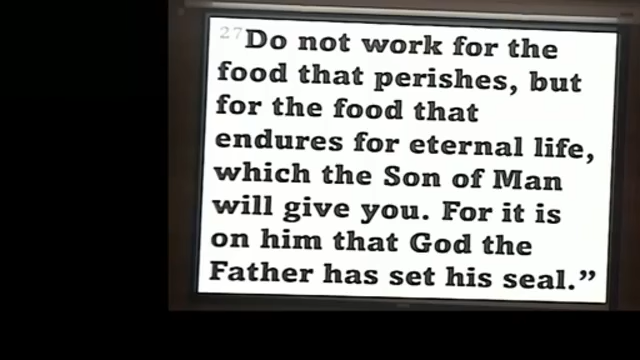 27Do not work for the
food that perishes, but
for the food that
endures for eternal life,
which the Son of Man
will give you. For it is
on him that God the
Father has set his seal.”